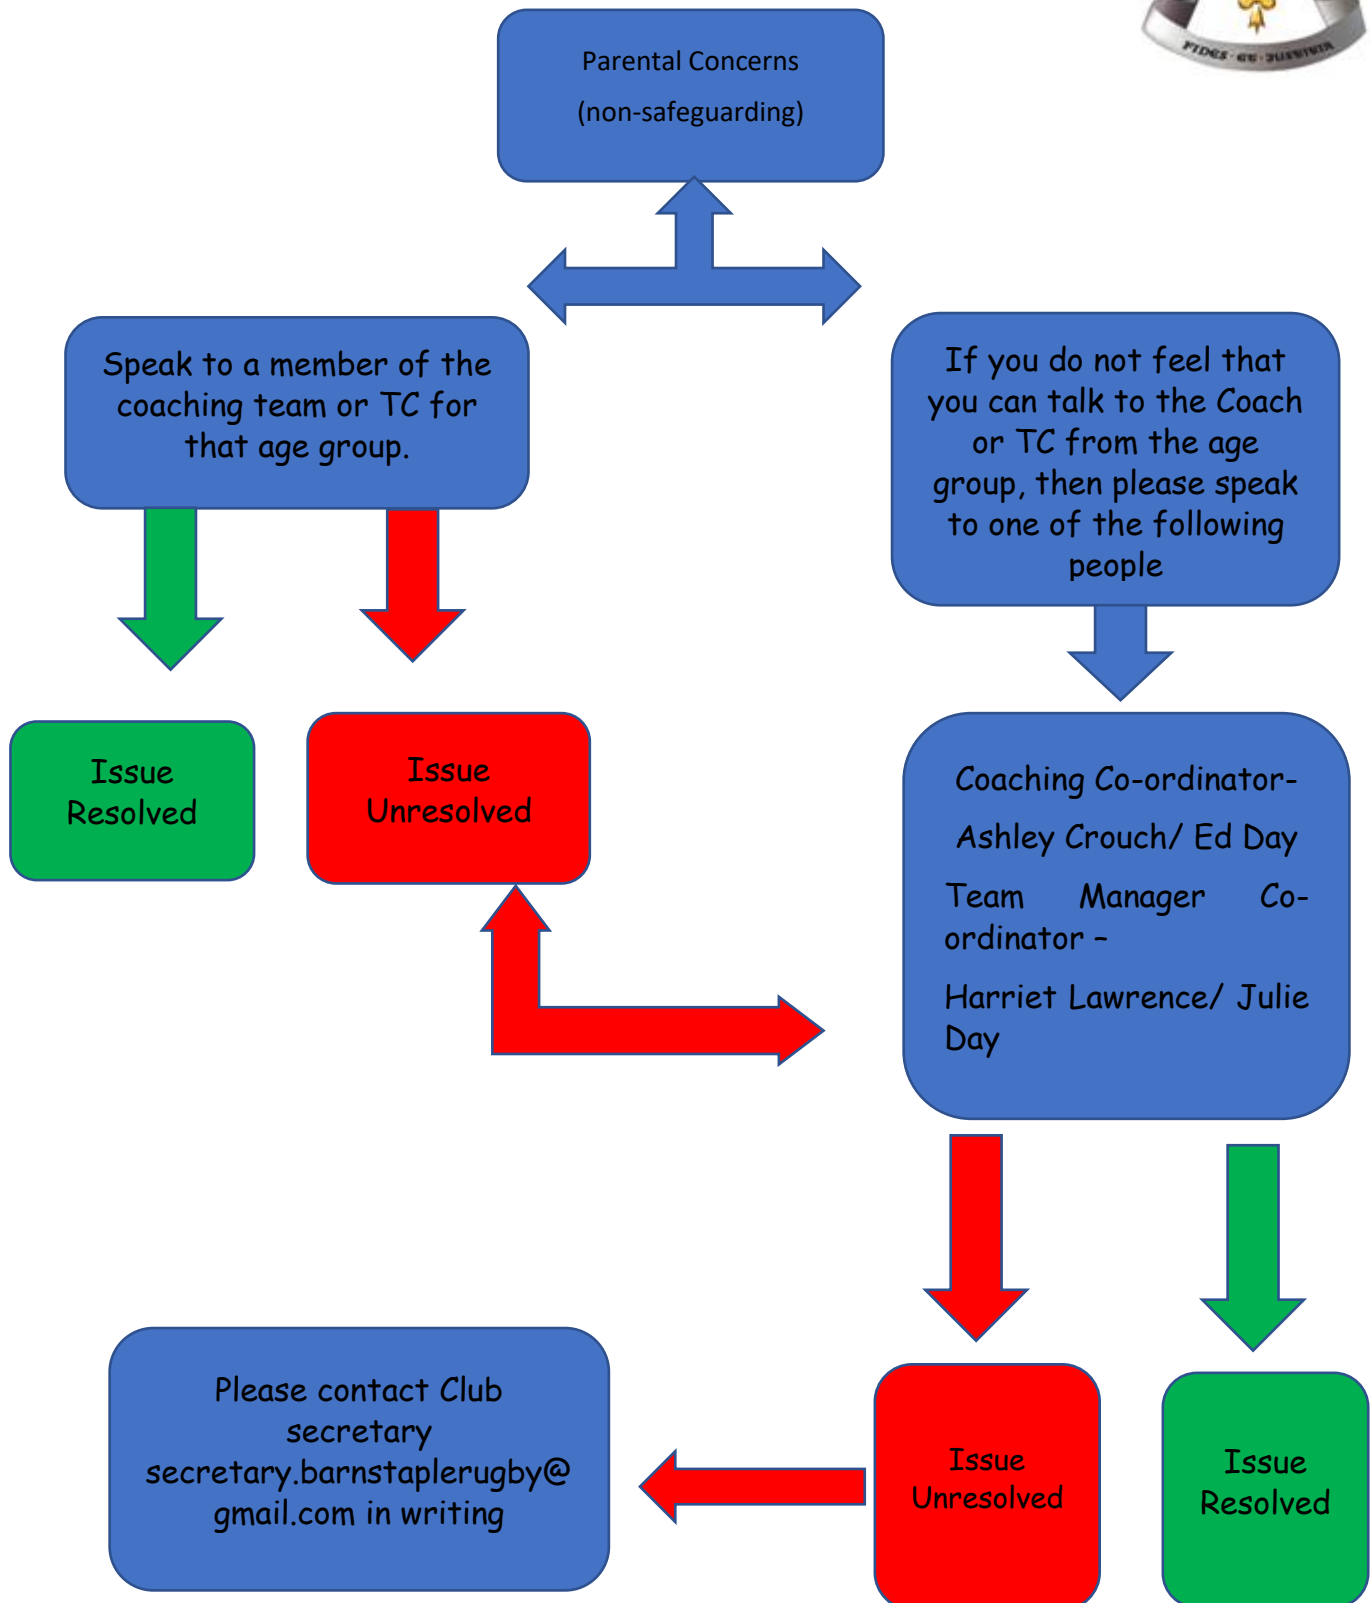 FIDES · ET ·
Parental Concerns
(non-safeguarding)
Speak to a member of the
coaching team or TC for
that age group.
If you do not feel that
you can talk to the Coach
or TC from the age
group, then please speak
to one of the following
people
Issue
Resolved
Issue
Unresolved
Coaching Co-ordinator-
Ashley Crouch/ Ed Day
Team Manager Co-
ordinator –
Harriet Lawrence/ Julie
Day
Please contact Club
secretary
secretary.barnstaplerugby@
gmail.com in writing
Issue
Unresolved
Issue
Resolved